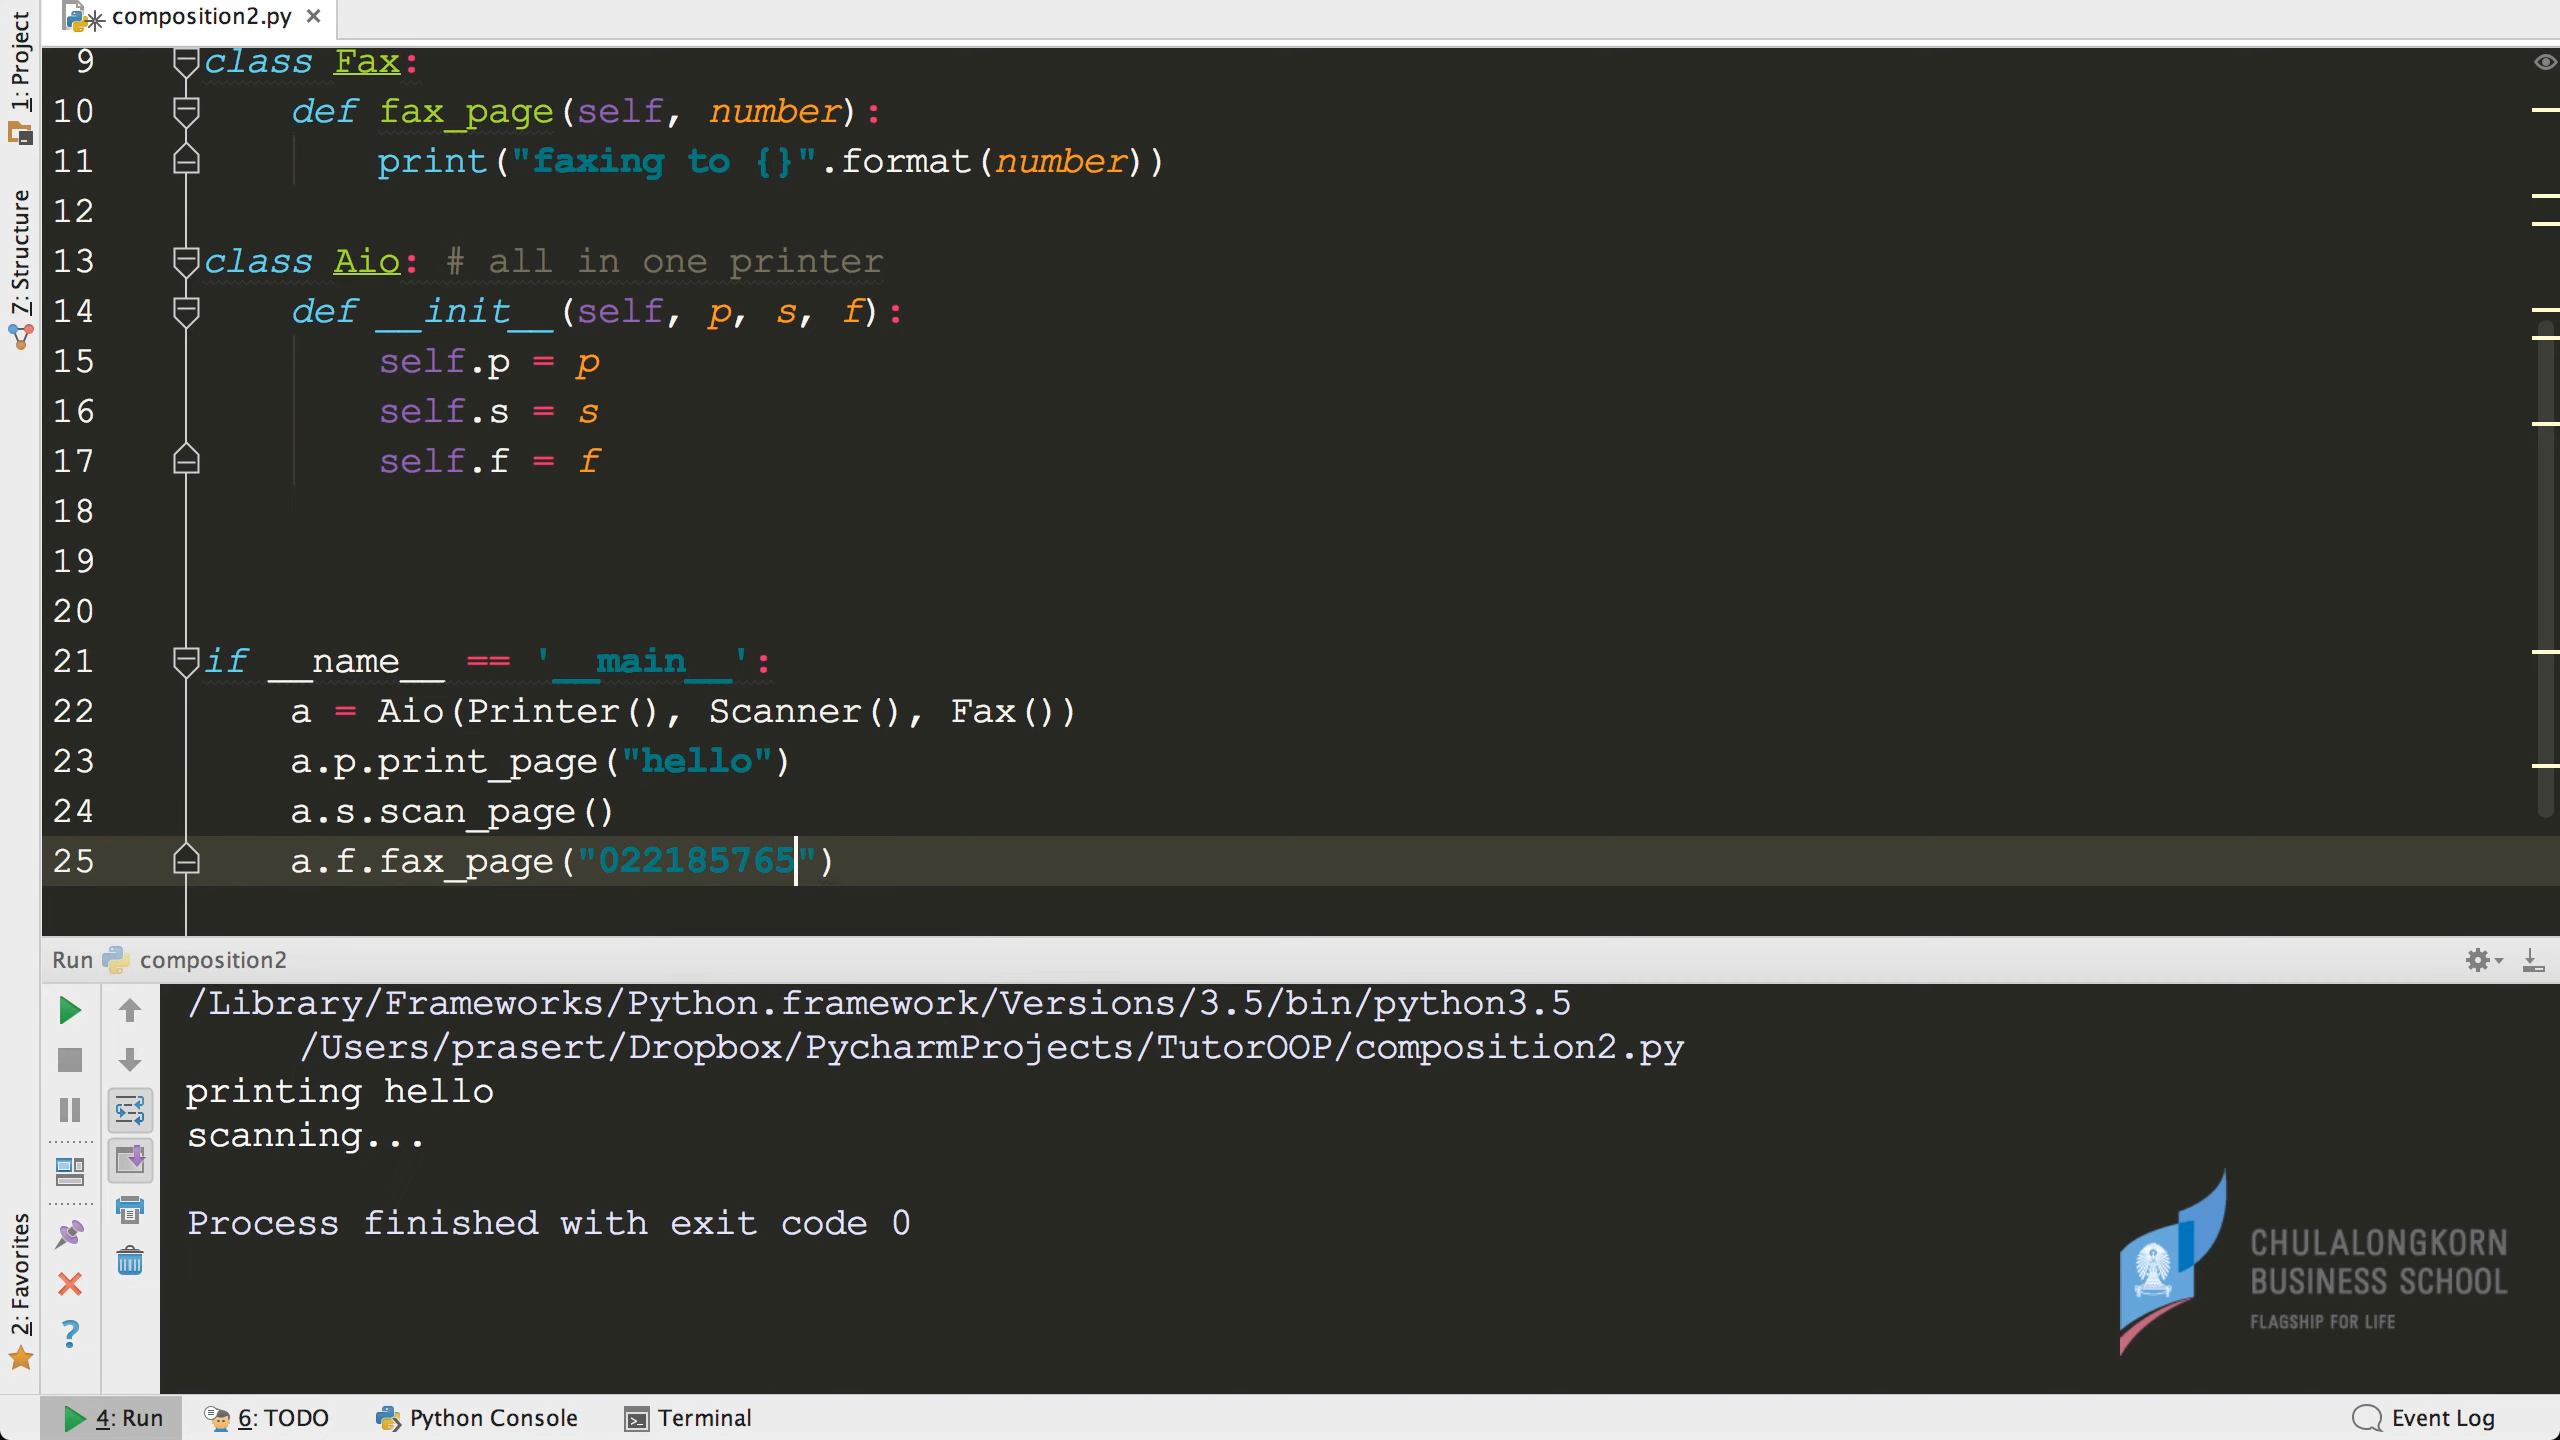 composition2.py
1: Project
7: Structure
2: Favorites
9 class Fax:
10 def fax_page(self, number):
11 print("faxing to {}".format(number))
12
13 class Aio: # all in one printer
14 def __init__(self, p, s, f):
15 self.p = p
16 self.s = s
17 self.f = f
18
19
20
21 if __name__ == '__main__':
22 a = Aio(Printer(), Scanner(), Fax())
23 a.p.print_page("hello")
24 a.s.scan_page()
25 a.f.fax_page("022185765")
Run composition2
/Library/Frameworks/Python.framework/Versions/3.5/bin/python3.5
/Users/prasert/Dropbox/PycharmProjects/TutorOOP/composition2.py
printing hello
scanning...
Process finished with exit code 0
CHULALONGKORN
BUSINESS SCHOOL
FLAGSHIP FOR LIFE
4: Run 6: TODO Python Console Terminal Event Log